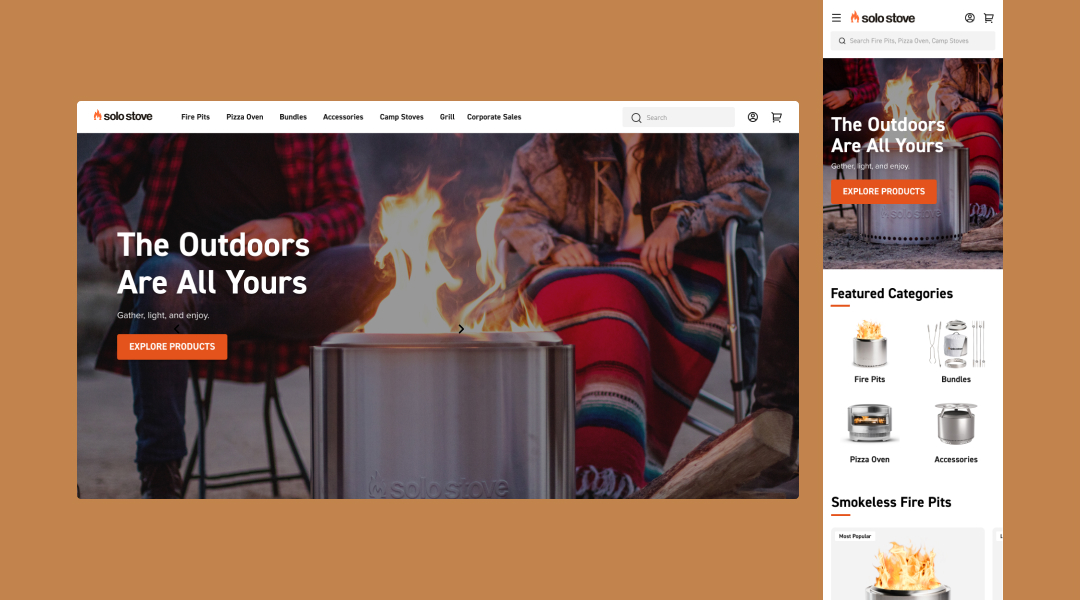 solo stove
Fire Pits
Pizza Oven
Bundles
Accessories
Camp Stoves
Grill
Corporate Sales
Search
The Outdoors
Are All Yours
Gather, light, and enjoy.
EXPLORE PRODUCTS
solo stove
solo stove
Search Fire Pits, Pizza Oven, Camp Stoves
The Outdoors
Are All Yours
Gather, light, and enjoy.
EXPLORE PRODUCTS
solo stove
Featured Categories
Fire Pits
Bundles
Pizza Oven
Accessories
Smokeless Fire Pits
Most Popular
L